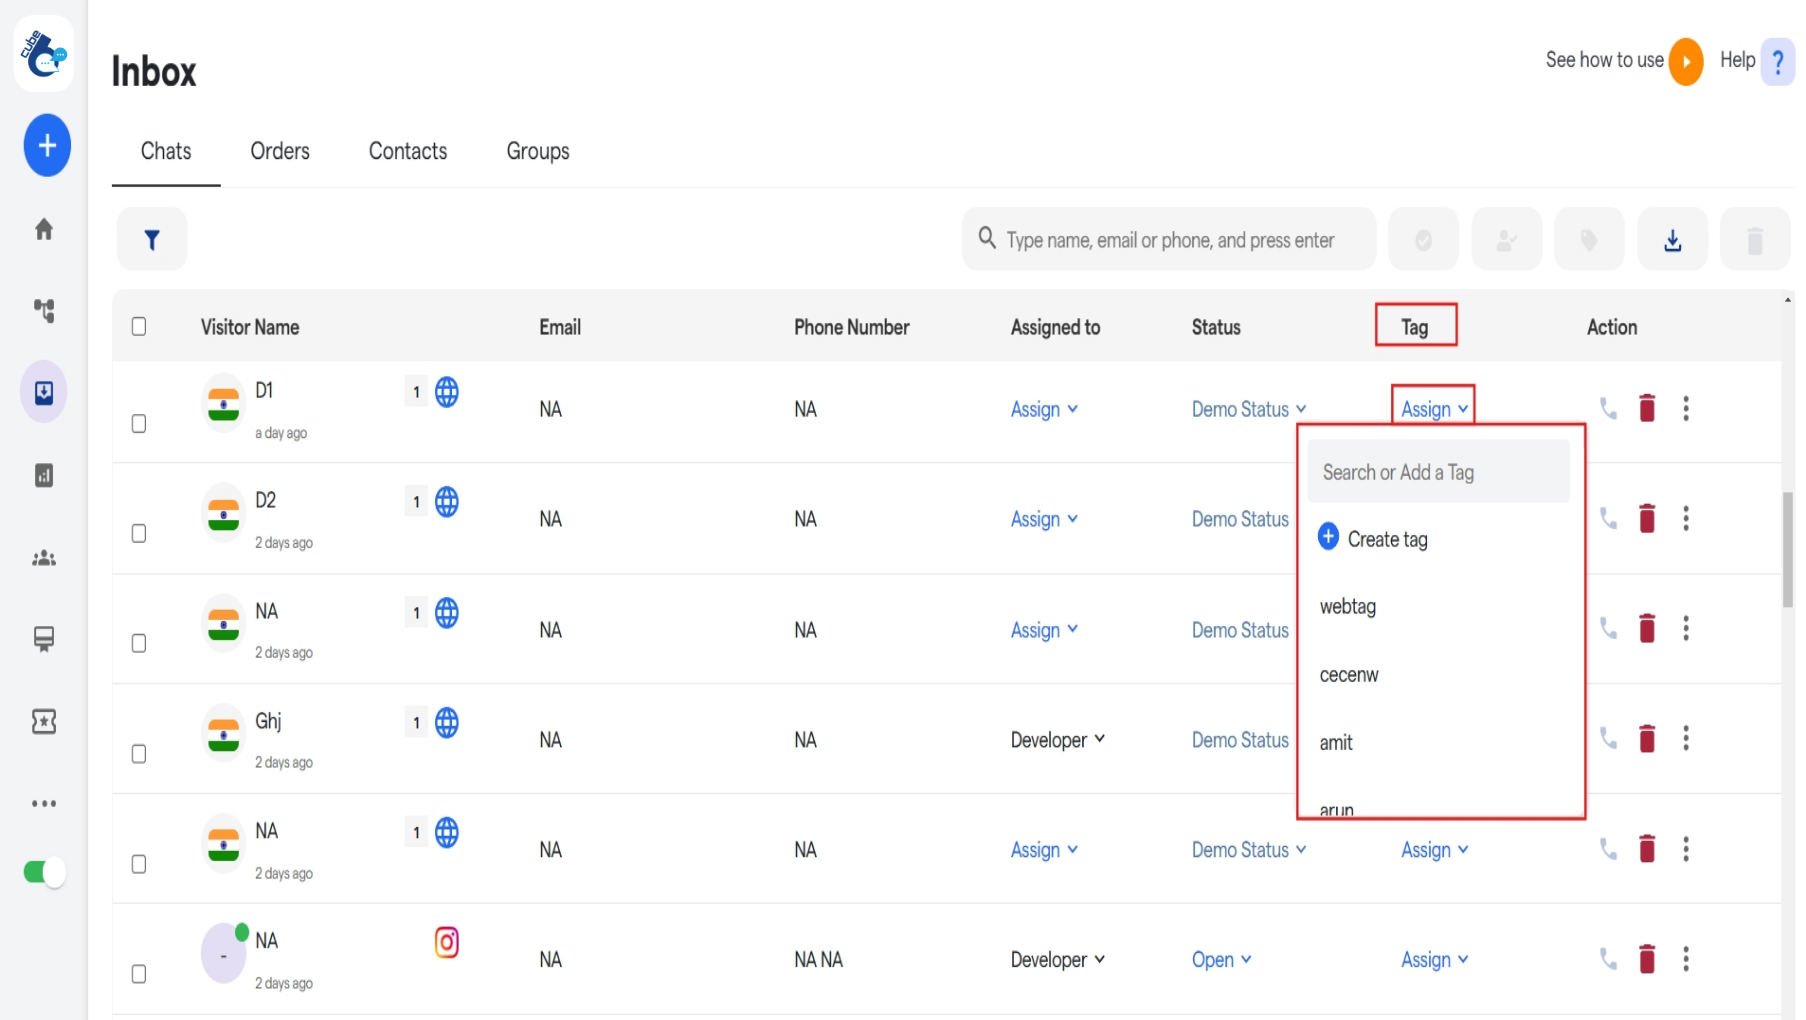 cube
Inbox
See how to use
Help ?
Chats Orders Contacts Groups
Type name, email or phone, and press enter
Visitor Name Email Phone Number Assigned to Status Tag Action
D1 1 NA NA Assign Demo Status Assign
a day ago
Search or Add a Tag
D2 1 NA NA Assign Demo Status
2 days ago
Create tag
webtag
NA 1 NA NA Assign Demo Status
2 days ago
cecenw
Ghj 1 NA NA Developer Demo Status
2 days ago
amit
arun
NA 1 NA NA Assign Demo Status Assign
2 days ago
- NA NA NA NA Developer Open Assign
2 days ago